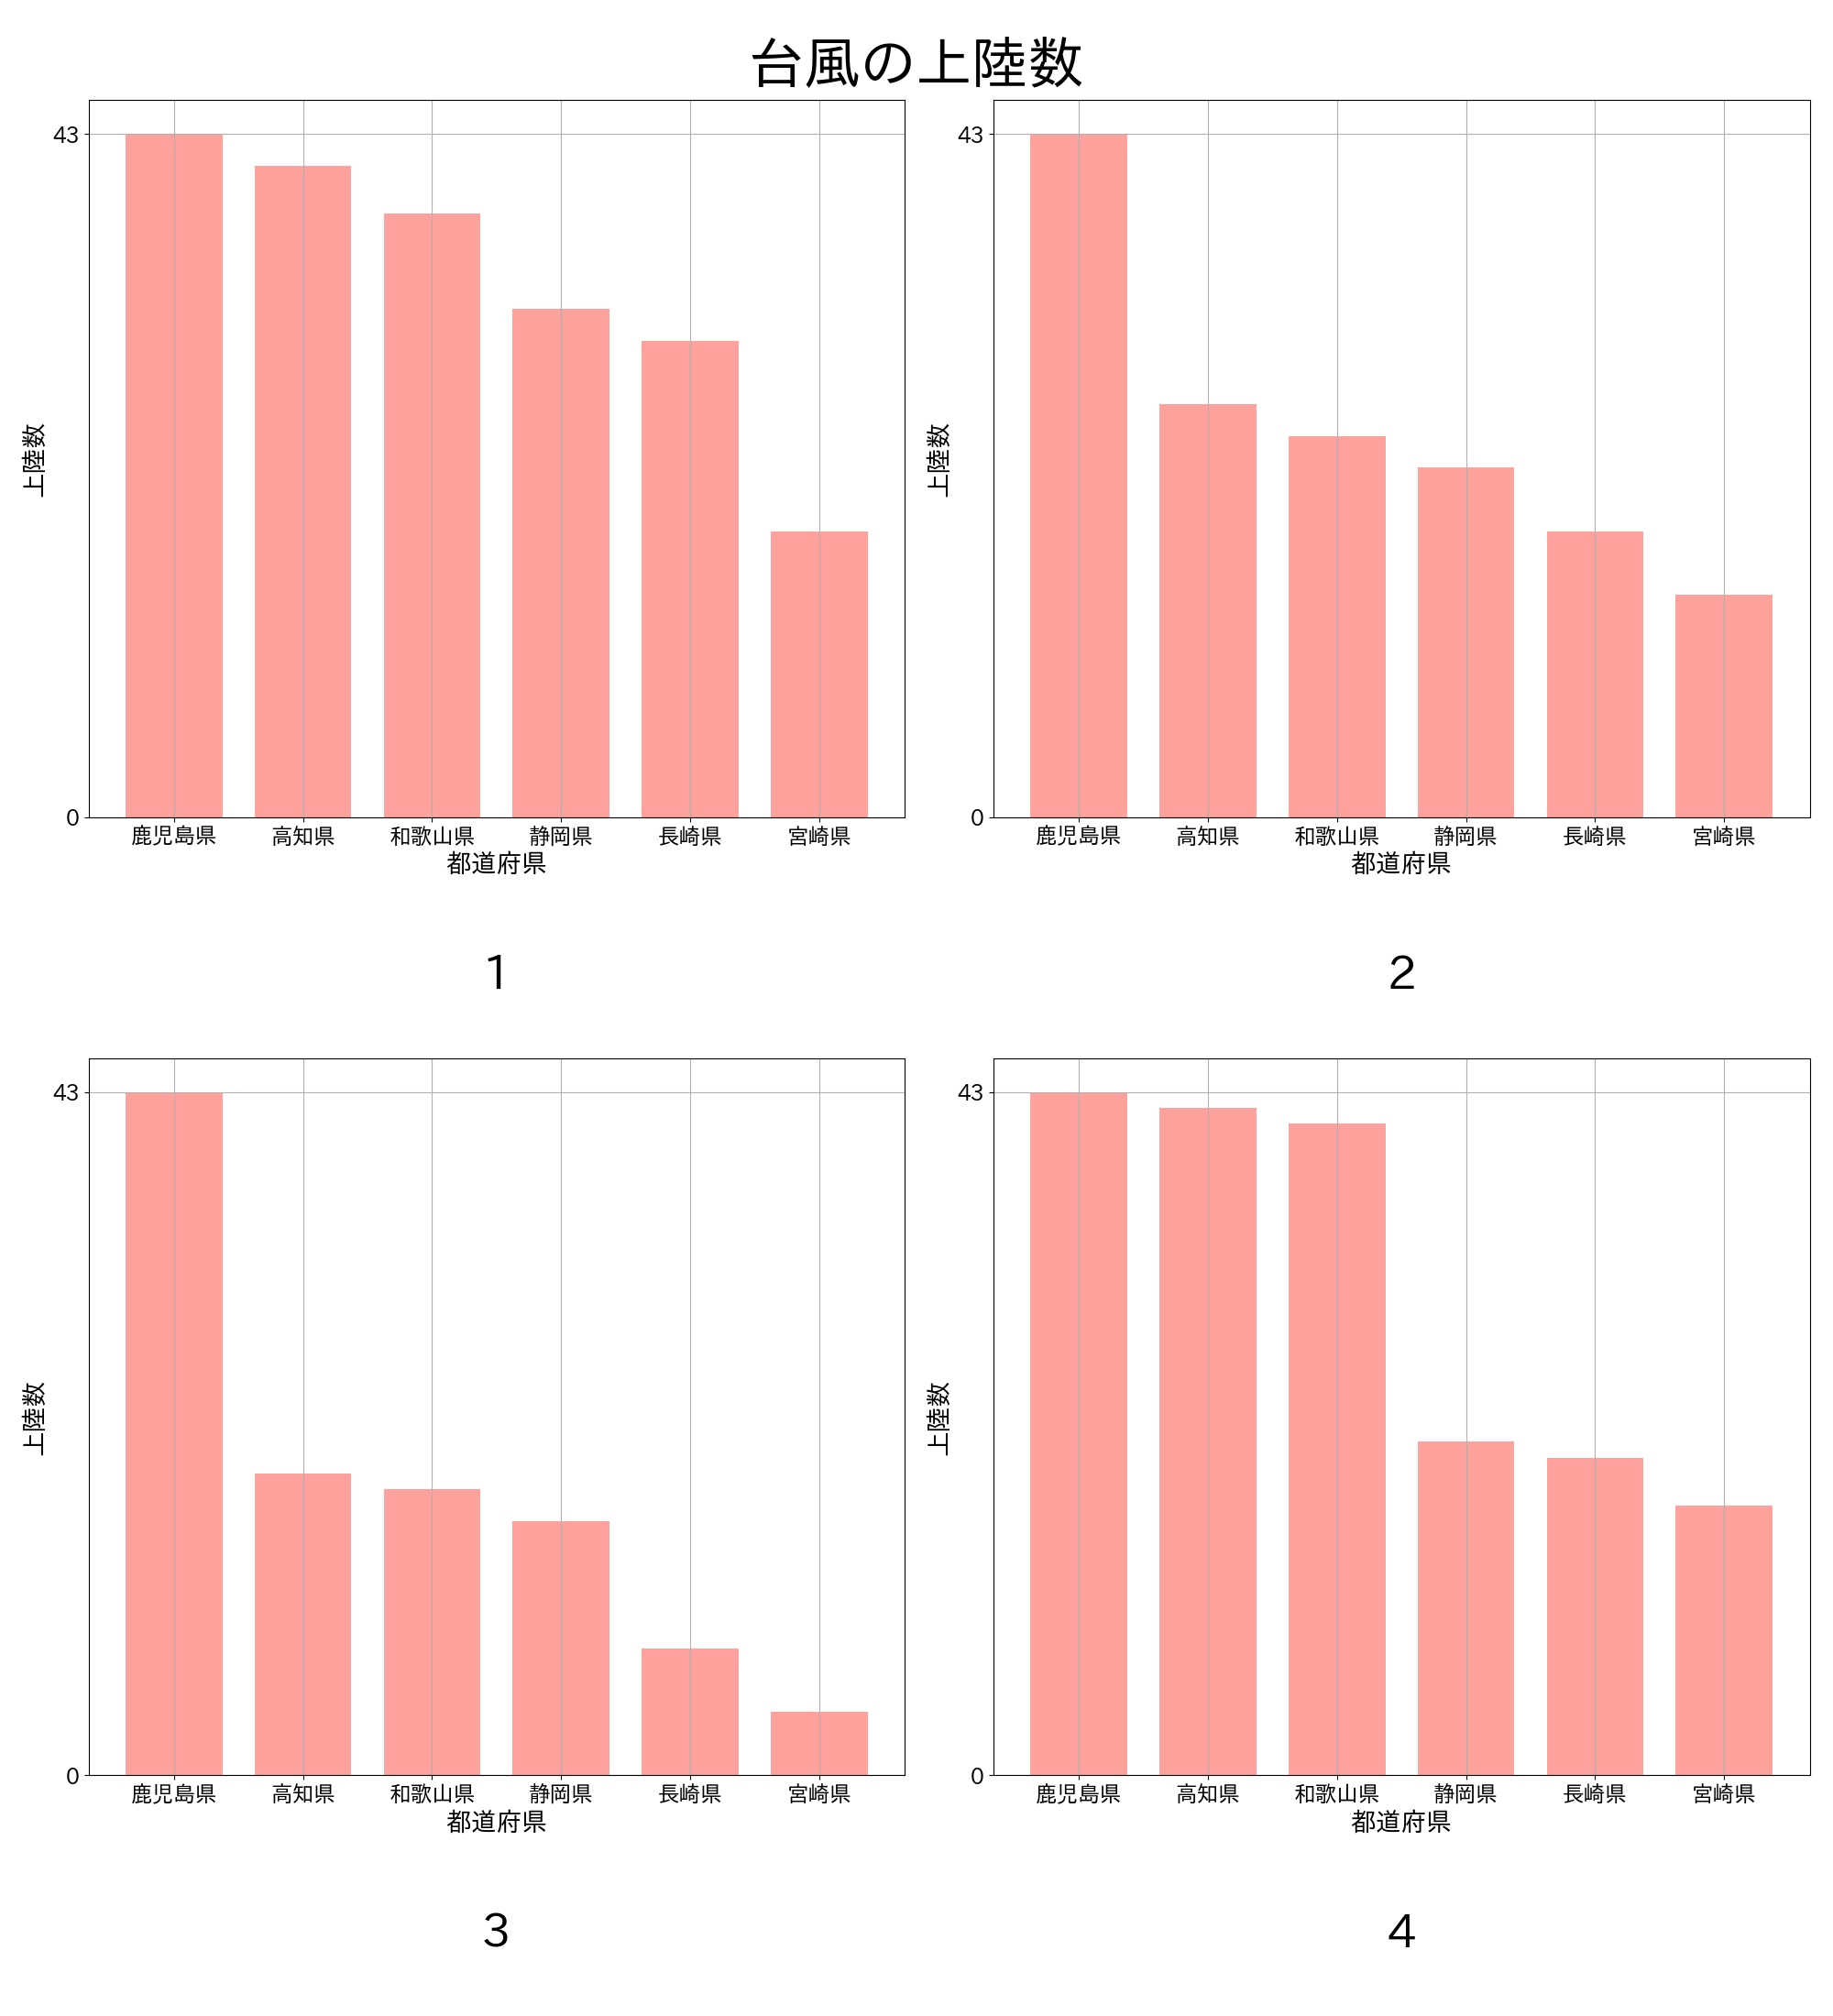 台風の上陸数
43
0
上陸数
鹿児島県 高知県 和歌山県 静岡県 長崎県 宮崎県
都道府県
1
43
0
上陸数
鹿児島県 高知県 和歌山県 静岡県 長崎県 宮崎県
都道府県
2
43
0
上陸数
鹿児島県 高知県 和歌山県 静岡県 長崎県 宮崎県
都道府県
3
43
0
上陸数
鹿児島県 高知県 和歌山県 静岡県 長崎県 宮崎県
都道府県
4